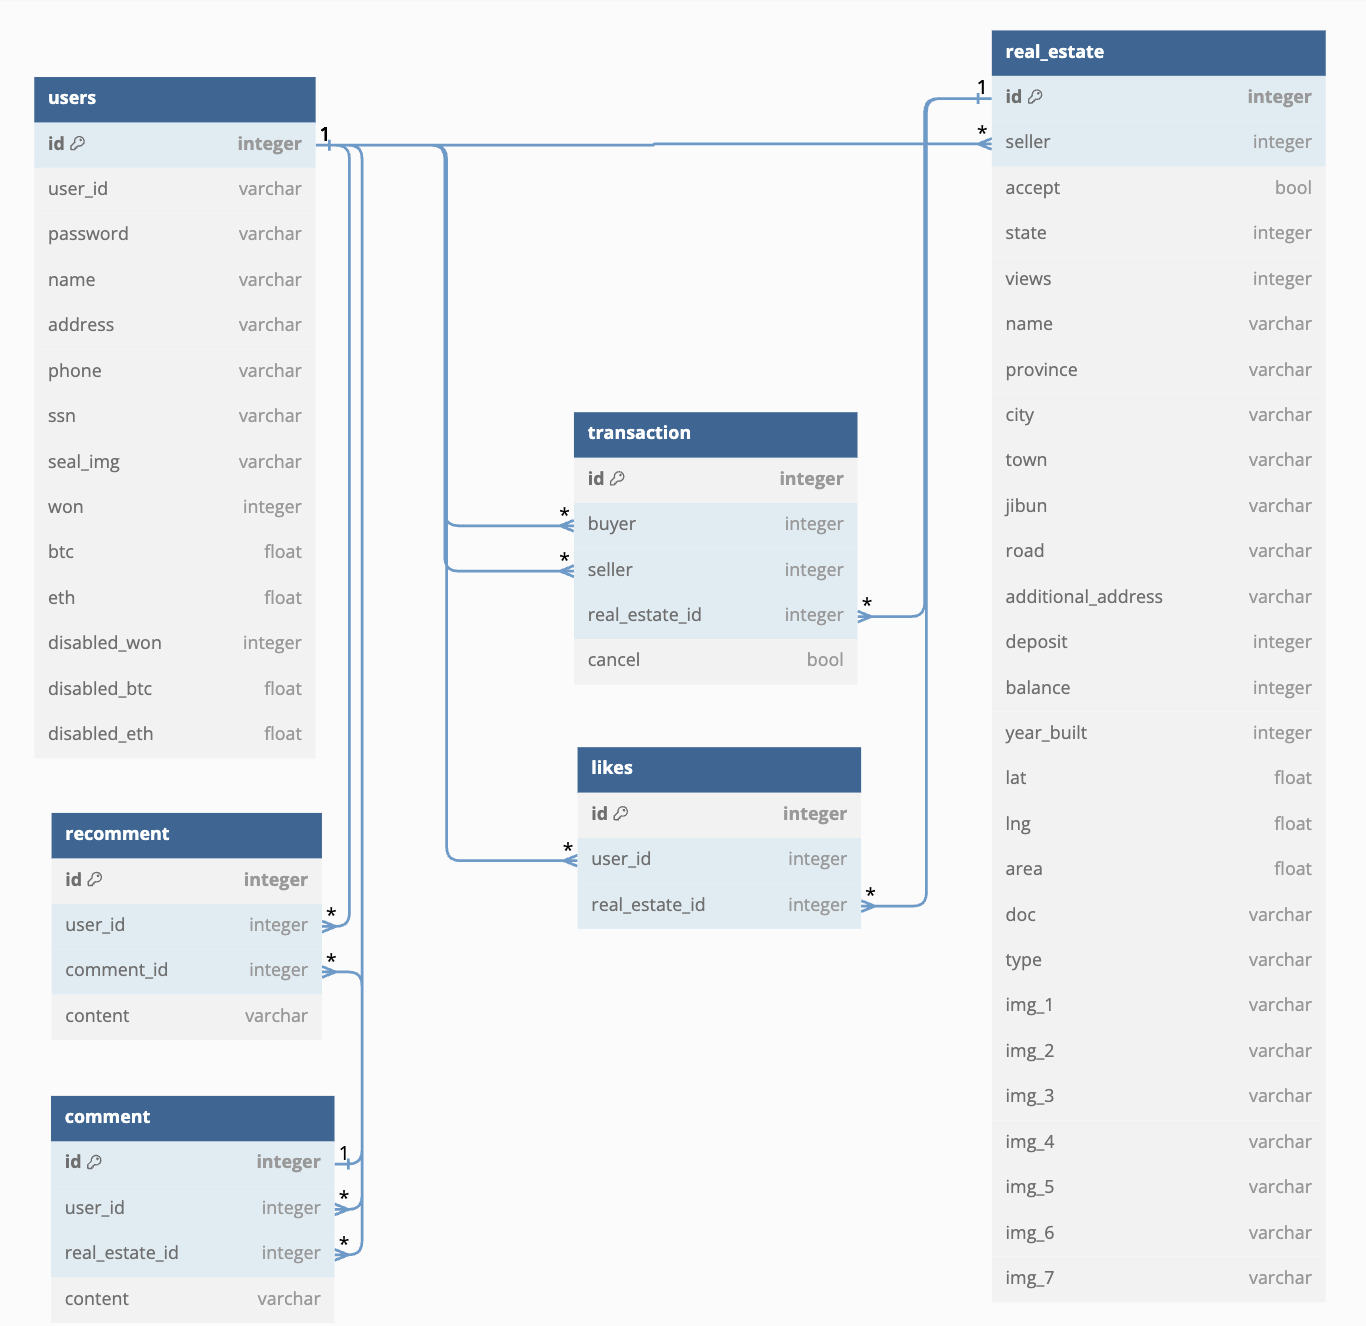 users
id integer
user_id varchar
password varchar
name varchar
address varchar
phone varchar
ssn varchar
seal_img varchar
won integer
btc float
eth float
disabled_won integer
disabled_btc float
disabled_eth float
1
recomment
id integer
user_id integer
*
comment_id integer
*
content varchar
comment
id integer
1
user_id integer
*
real_estate_id integer
*
content varchar
transaction
id integer
*
buyer integer
*
seller integer
real_estate_id integer
*
cancel bool
likes
id integer
*
user_id integer
real_estate_id integer
*
real_estate
1
id integer
*
seller integer
accept bool
state integer
views integer
name varchar
province varchar
city varchar
town varchar
jibun varchar
road varchar
additional_address varchar
deposit integer
balance integer
year_built integer
lat float
lng float
area float
doc varchar
type varchar
img_1 varchar
img_2 varchar
img_3 varchar
img_4 varchar
img_5 varchar
img_6 varchar
img_7 varchar